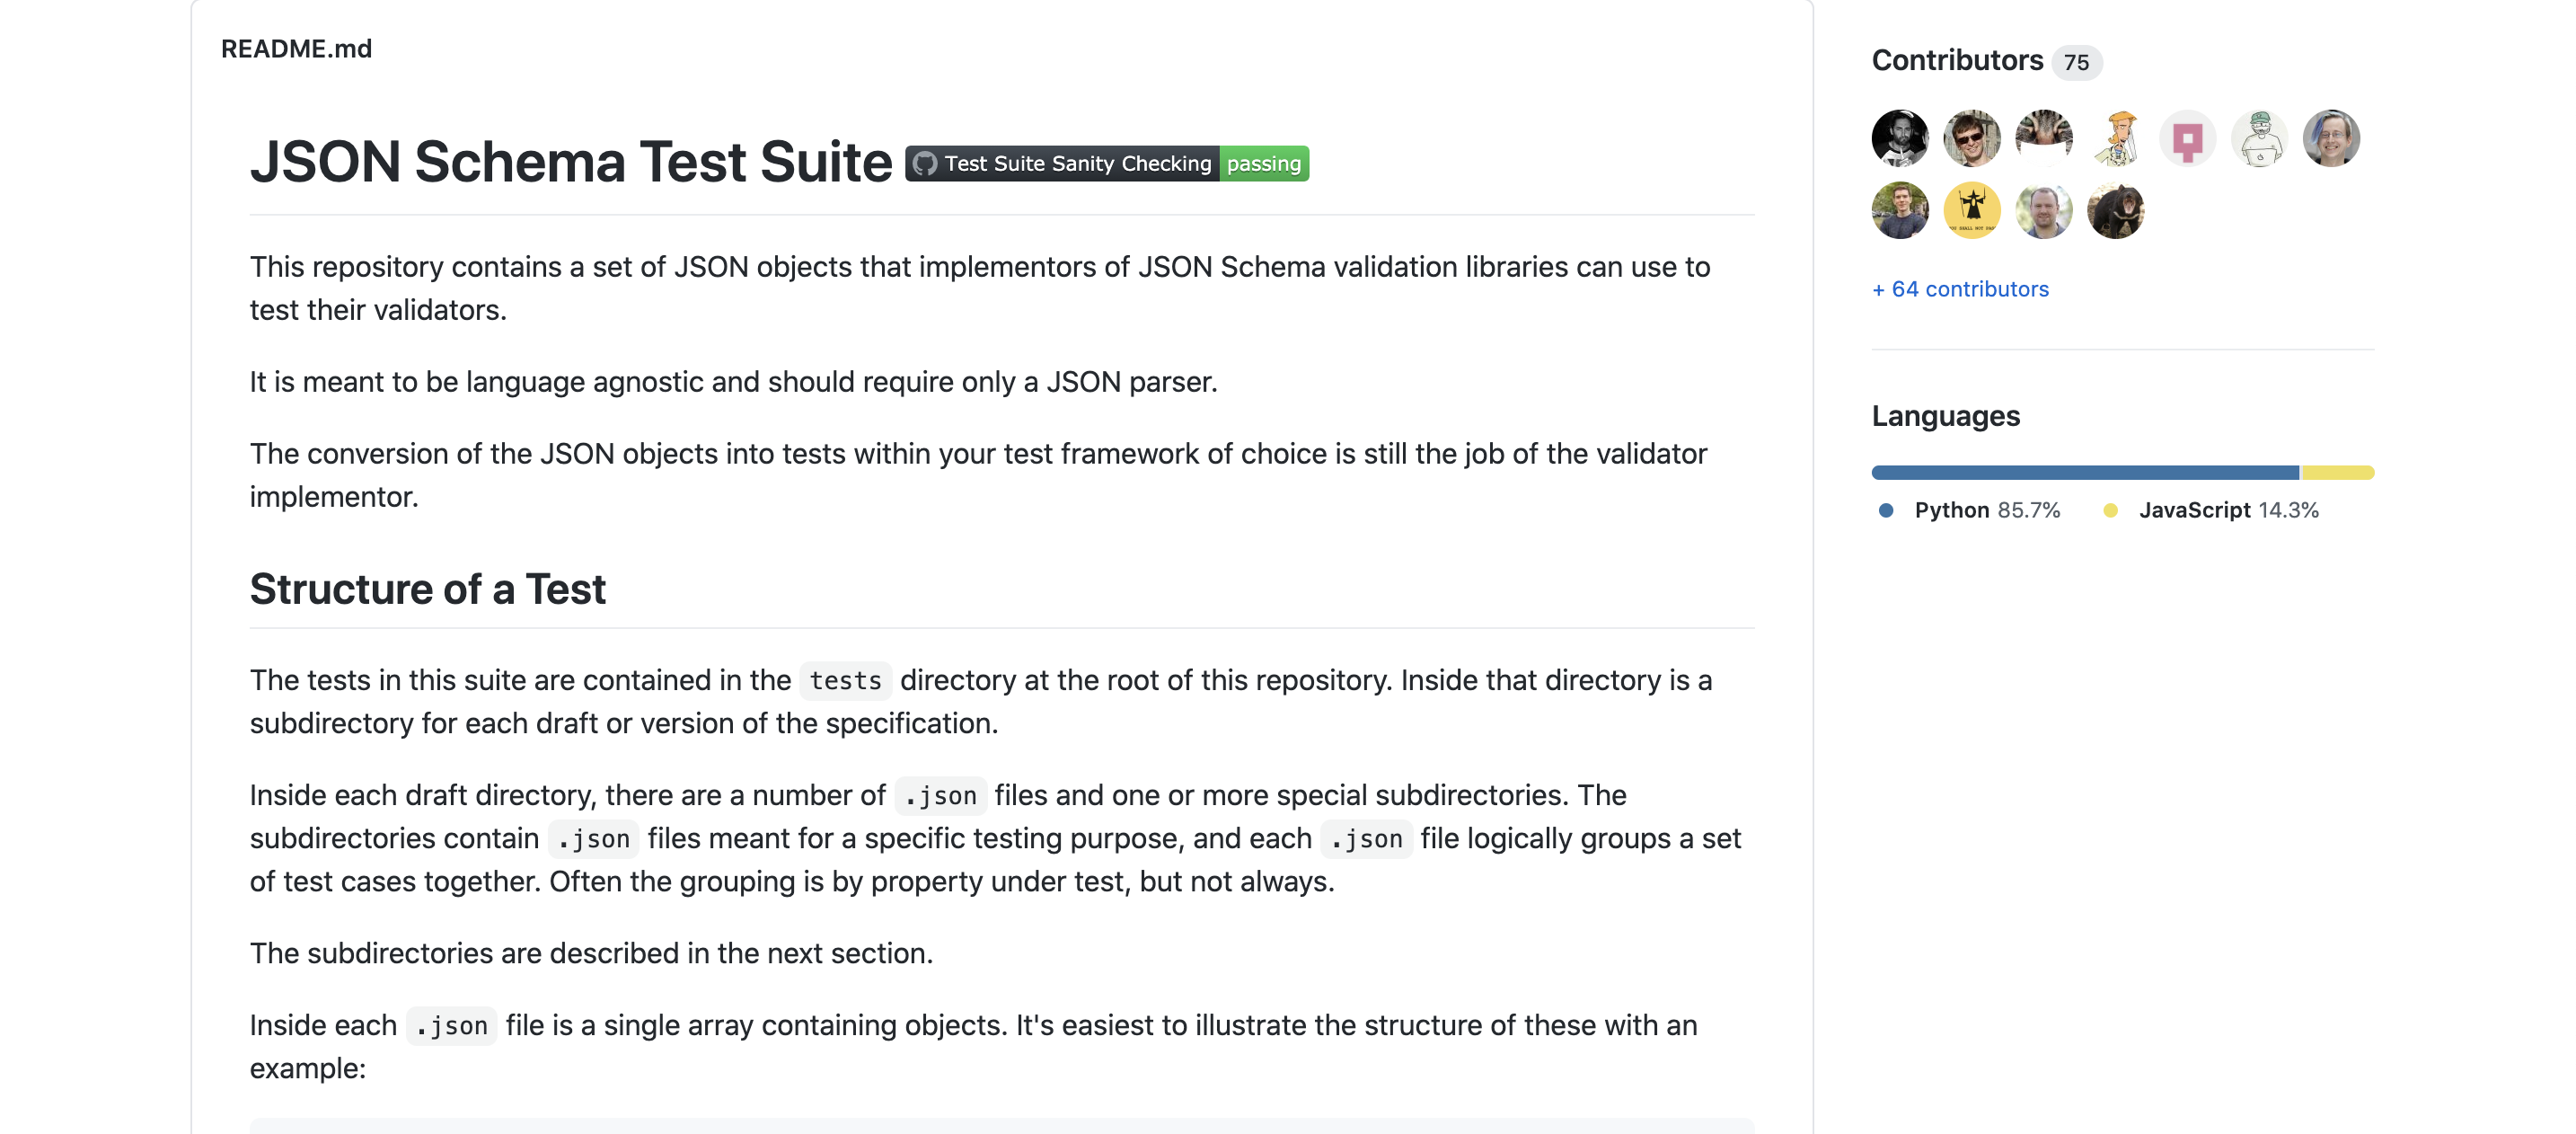 README.md
JSON Schema Test Suite Test Suite Sanity Checking passing
This repository contains a set of JSON objects that implementors of JSON Schema validation libraries can use to
test their validators.
It is meant to be language agnostic and should require only a JSON parser.
The conversion of the JSON objects into tests within your test framework of choice is still the job of the validator
implementor.
Structure of a Test
The tests in this suite are contained in the tests directory at the root of this repository. Inside that directory is a
subdirectory for each draft or version of the specification.
Inside each draft directory, there are a number of .json files and one or more special subdirectories. The
subdirectories contain .json files meant for a specific testing purpose, and each .json file logically groups a set
of test cases together. Often the grouping is by property under test, but not always.
The subdirectories are described in the next section.
Inside each .json file is a single array containing objects. It's easiest to illustrate the structure of these with an
example:
Contributors 75
+ 64 contributors
Languages
Python 85.7% JavaScript 14.3%